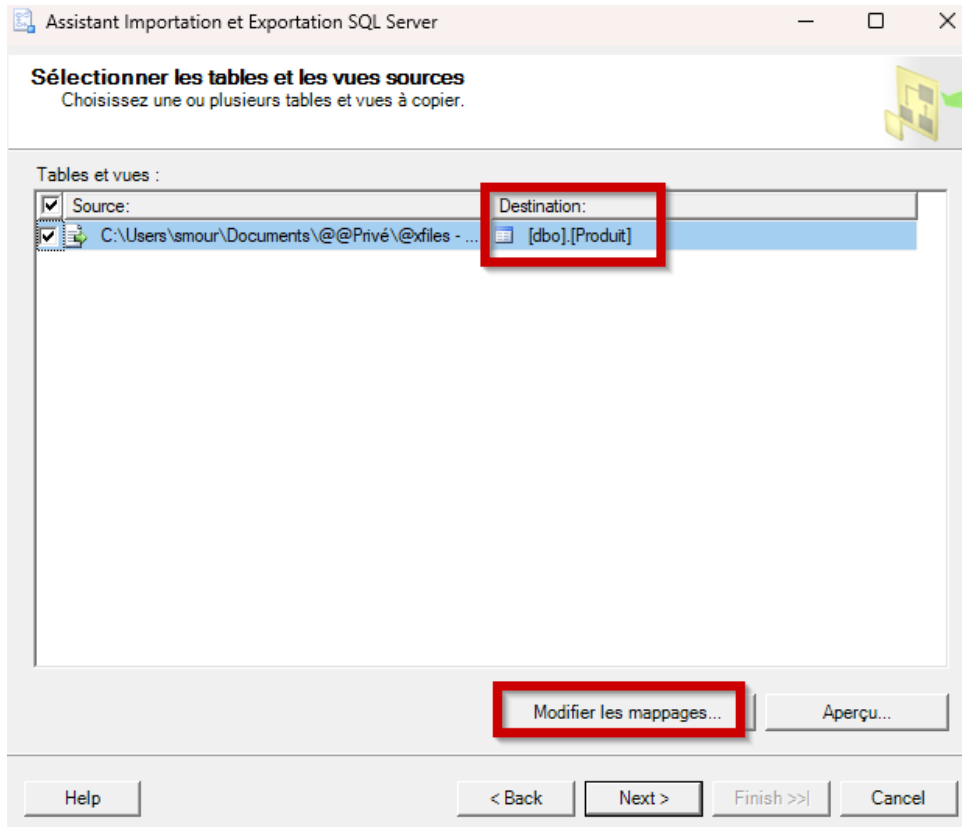 Assistant Importation et Exportation SQL Server
Sélectionner les tables et les vues sources
Choisissez une ou plusieurs tables et vues à copier.
Tables et vues :
Source: Destination:
C:\Users\smour\Documents\@@Privé\@xfiles - ... [dbo].[Produit]
Modifier les mappages... Aperçu...
Help < Back Next > Finish >>| Cancel